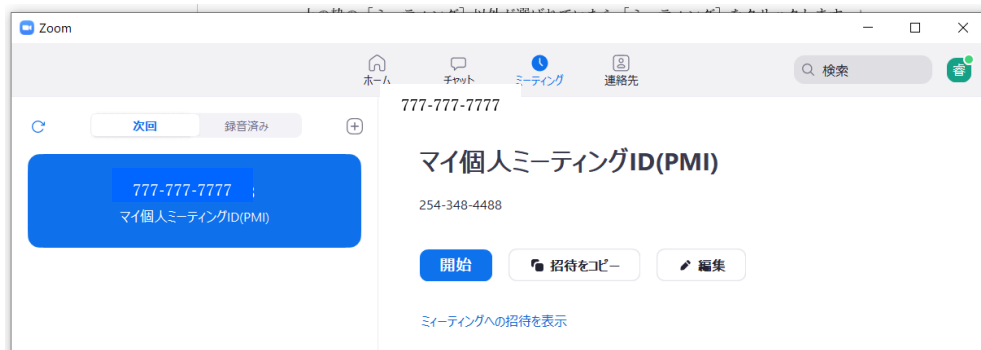 Zoom
ホーム
チャット
ミーティング
連絡先
検索
睿
777-777-7777
次回
録音済み
マイ個人ミーティングID(PMI)
777-777-7777
マイ個人ミーティングID(PMI)
254-348-4488
開始
招待をコピー
編集
ミィーティングへの招待を表示